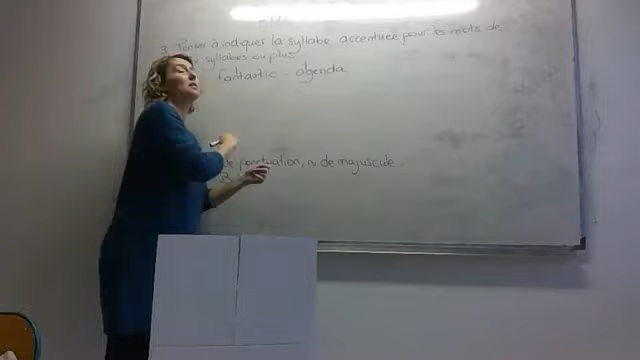 3. Penser à indiquer la syllabe accentuée pour les mots de
syllabes ou plus
fantastic - agenda
de ponctuation, ni de majuscule.